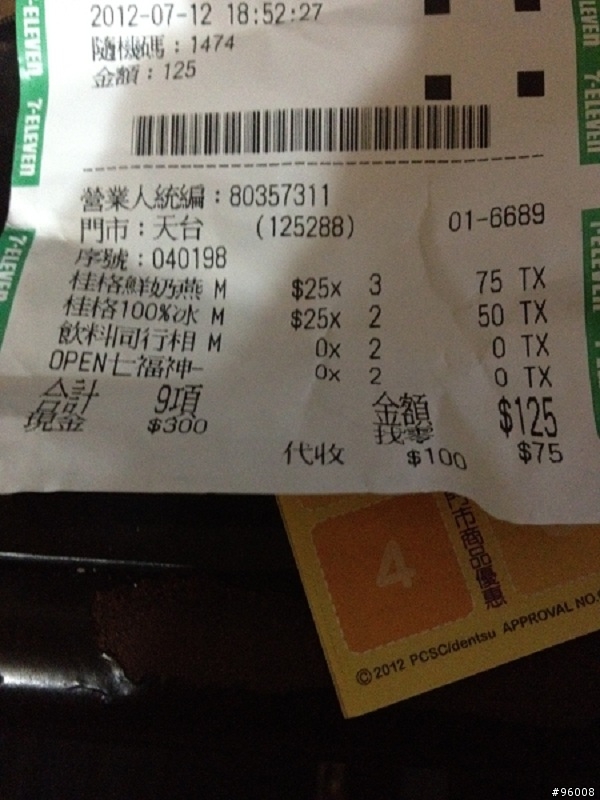 2012-07-12 18:52:27
隨機碼：1474
金額：125
7-ELEVEN
7-ELEVEN
7-ELEVEN
7-ELEVEN
營業人統編：80357311
門市：天台 (125288) 01-6689
序號：040198
桂格鮮奶燕 M $25x 3 75 TX
桂格100%冰 M $25x 2 50 TX
飲料同行相 M 0x 2 0 TX
OPEN七福神- 0x 2 0 TX
合計 9項 金額 $125
現金 $300 找零 $75
代收 $100
4
門市商品優惠
©2012 PCSC/dentsu APPROVAL NO.
#96008